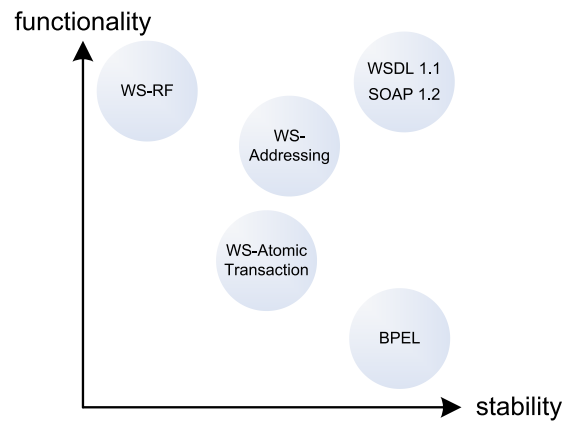 functionality
WS-RF
WSDL 1.1
SOAP 1.2
WS-
Addressing
WS-Atomic
Transaction
BPEL
stability